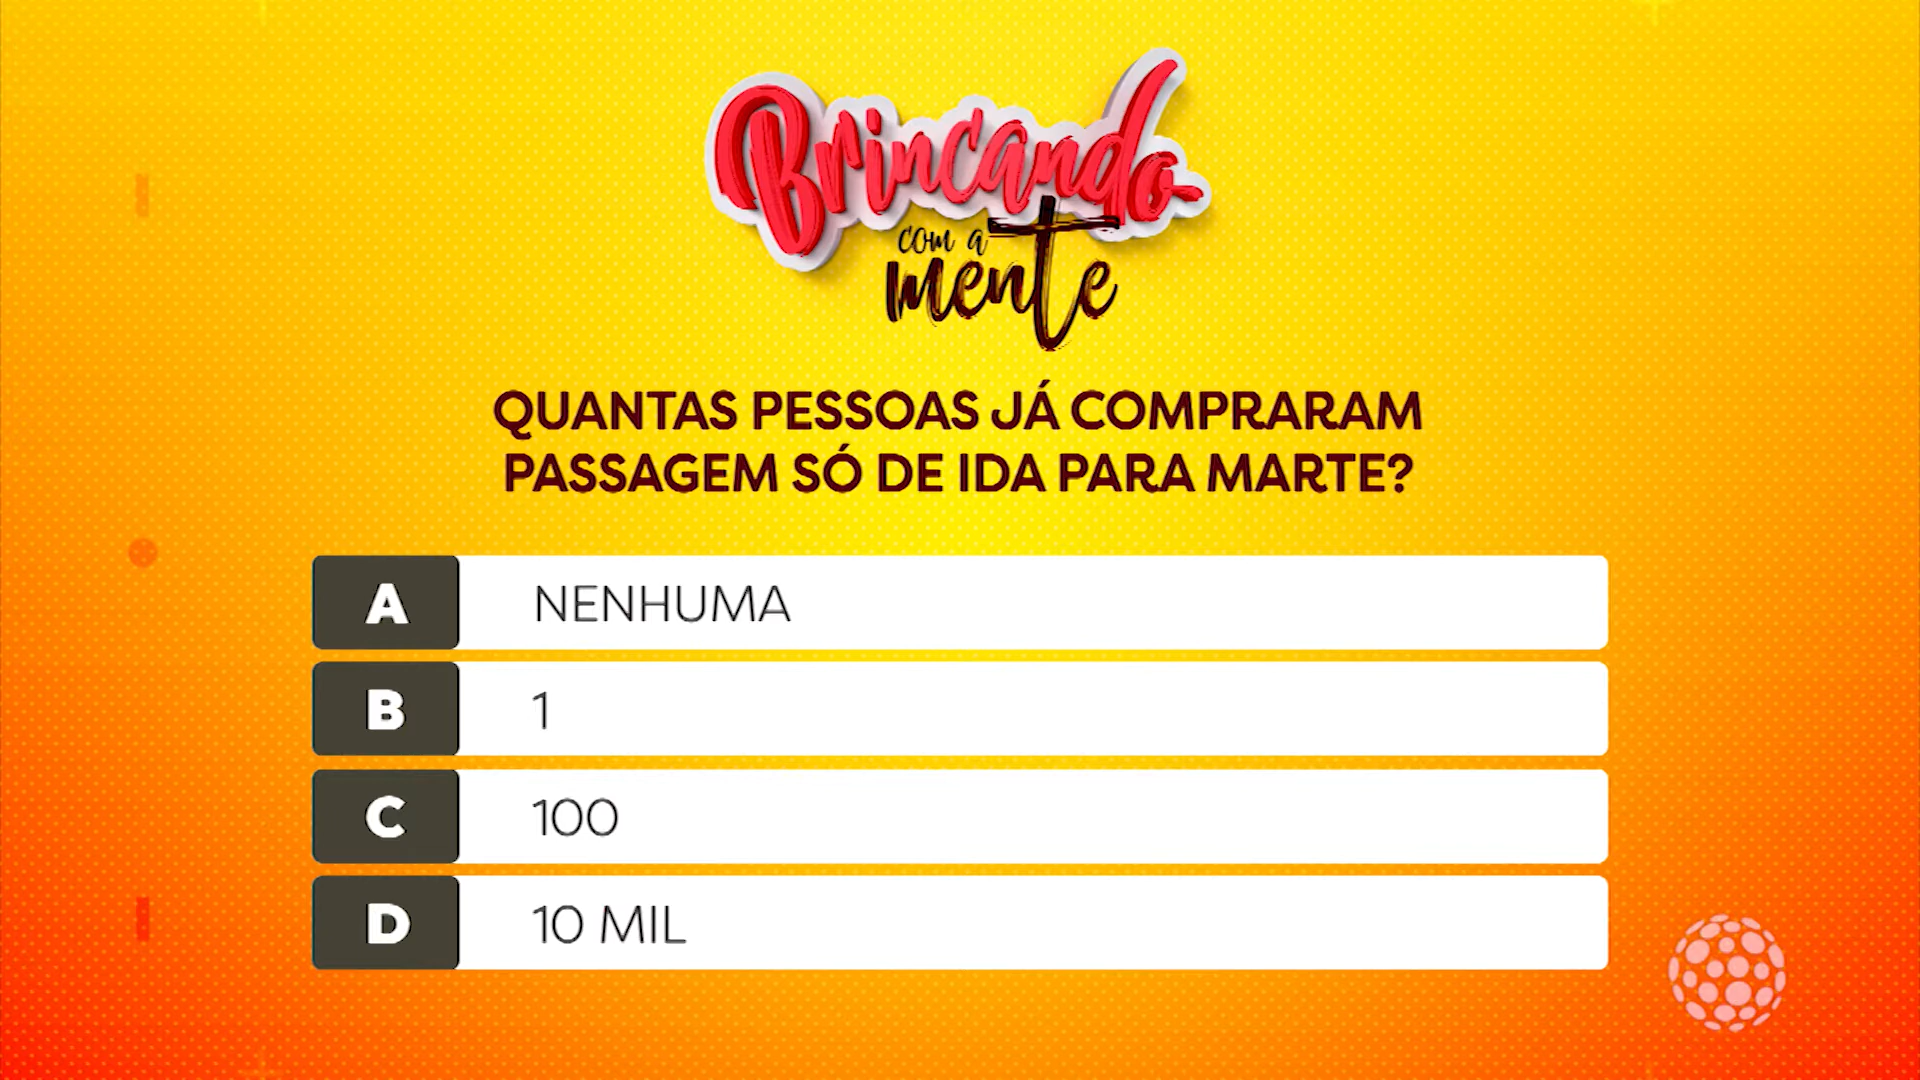 Brincando
com a
mente
QUANTAS PESSOAS JÁ COMPRARAM
PASSAGEM SÓ DE IDA PARA MARTE?
A NENHUMA
B 1
C 100
D 10 MIL